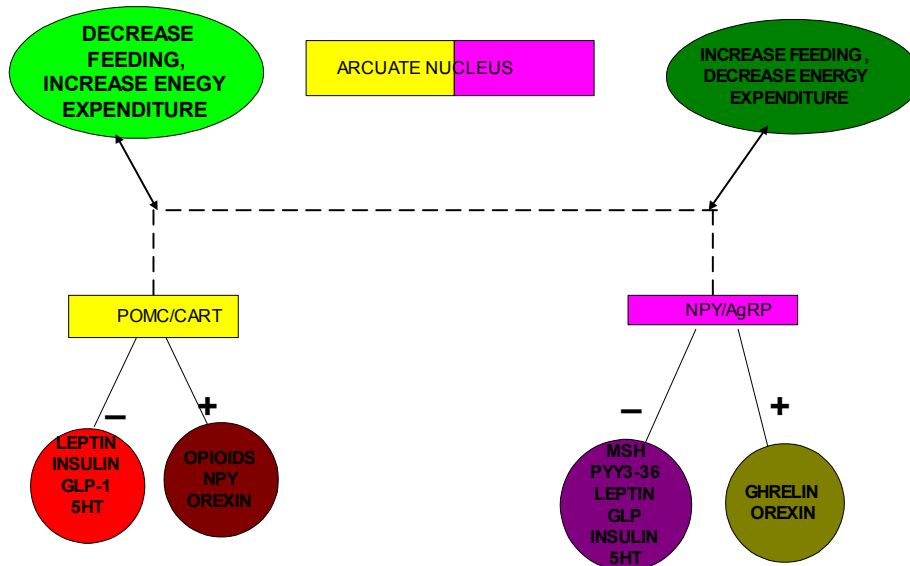 DECREASE
FEEDING,
INCREASE ENEGY
EXPENDITURE
ARCUATE NUCLEUS
INCREASE FEEDING ,
DECREASE ENERGY
EXPENDITURE
POMC/CART
NPY/AgRP
–
+
–
+
LEPTIN
INSULIN
GLP-1
5HT
OPIOIDS
NPY
OREXIN
MSH
PYY3-36
LEPTIN
GLP
INSULIN
5HT
GHRELIN
OREXIN